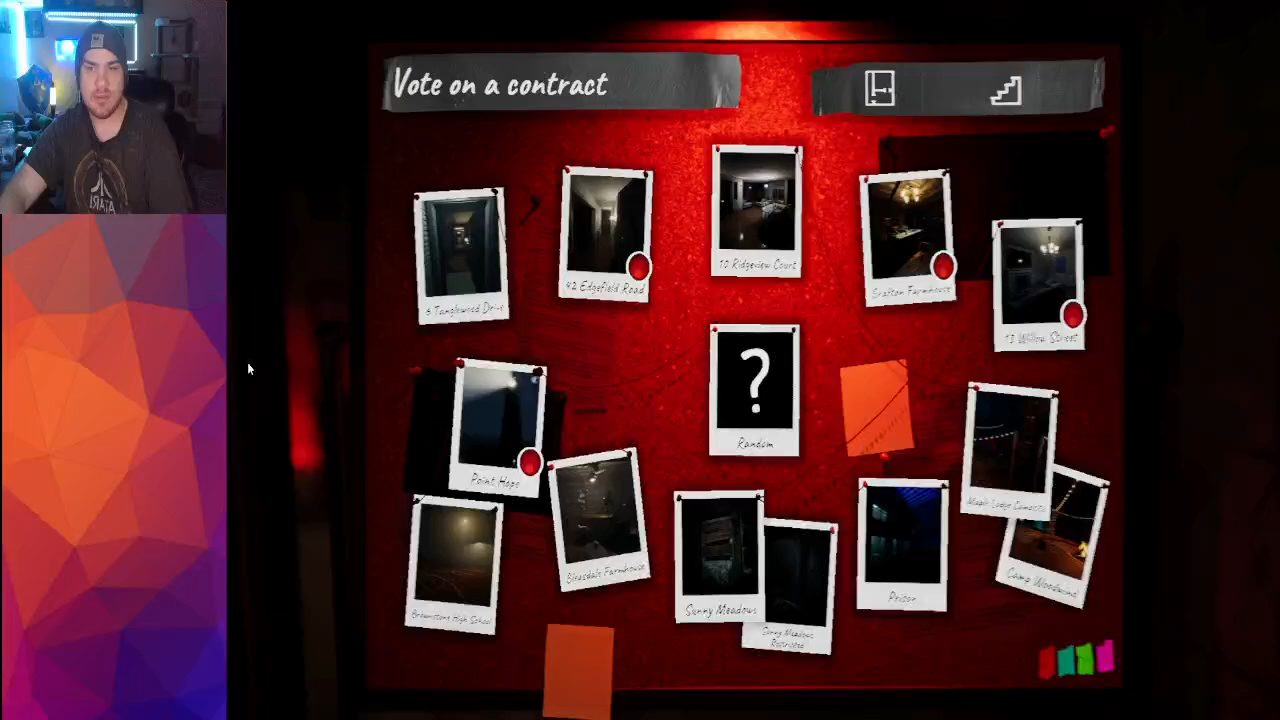 Vote on a contract
6 Tanglewood Drive
42 Edgefield Road
10 Ridgeview Court
Grafton Farmhouse
13 Willow Street
Point Hope
?
Random
Maple Lodge Campsite
Brownstone High School
Bleasdale Farmhouse
Sunny Meadows
Sunny Meadows
Restricted
Prison
Camp Woodwind
ATARI